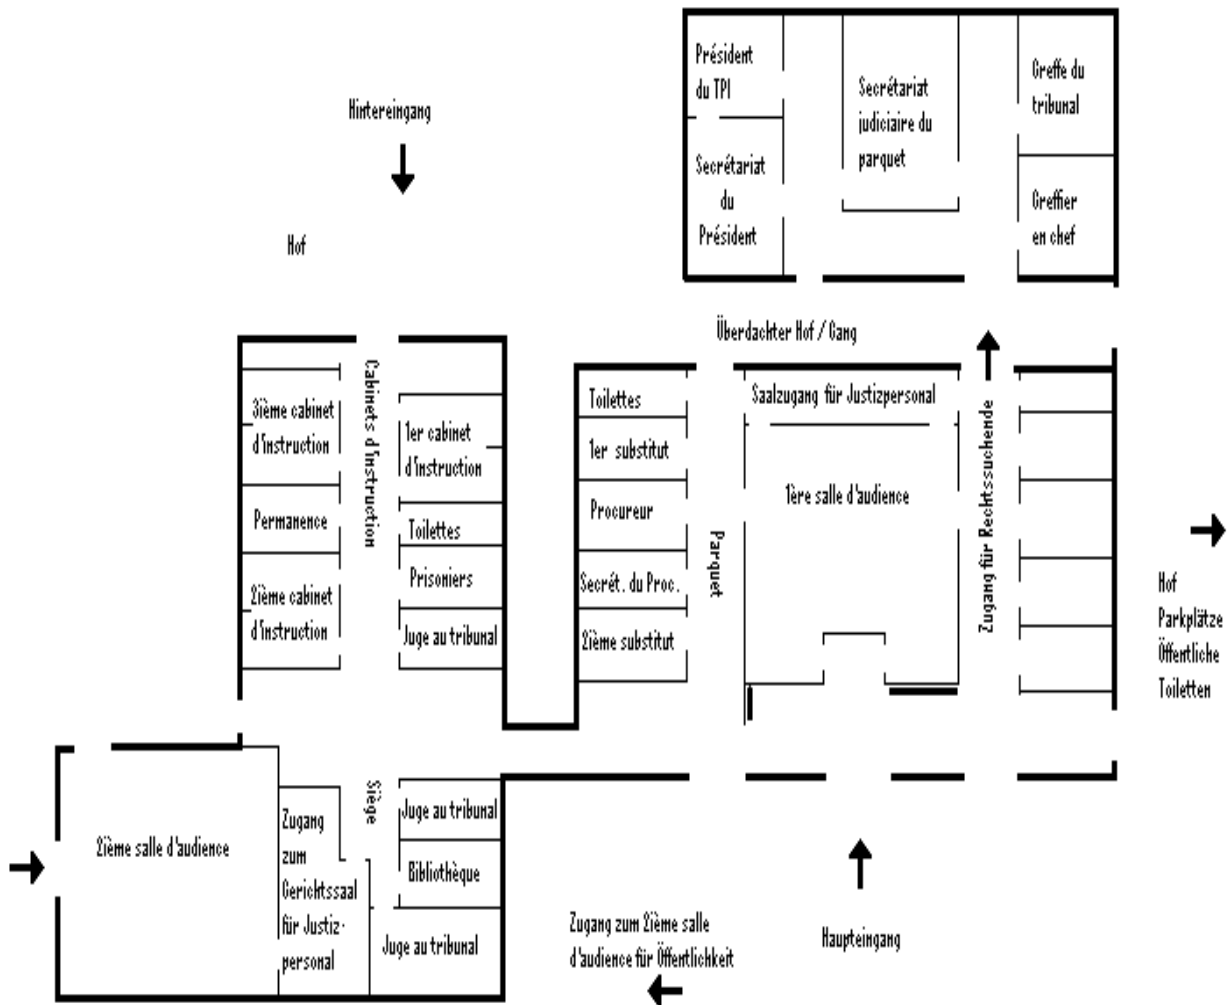 Président
du TPI
Secrétariat
judiciaire du
parquet
Greffe du
tribunal
Secrétariat
du
Président
Greffier
en chef
Hintereingang
Hof
Überdachter Hof / Gang
Cabinets d'instruction
3ième cabinet
d'instruction
1er cabinet
d'instruction
Permanence
Toilettes
Prisoniers
2ième cabinet
d'instruction
Juge au tribunal
Toilettes
1er substitut
Procureur
Secrét. du Proc.
2ième substitut
Parquet
Saalzugang für Justizpersonal
1ère salle d'audience
Zugang für Rechtssuchende
Hof
Parkplätze
Öffentliche
Toiletten
2ième salle d'audience
Zugang
zum
Gerichtssaal
für Justiz-
personal
Siège
Juge au tribunal
Bibliothèque
Juge au tribunal
Zugang zum 2ième salle
d'audience für Öffentlichkeit
Haupteingang